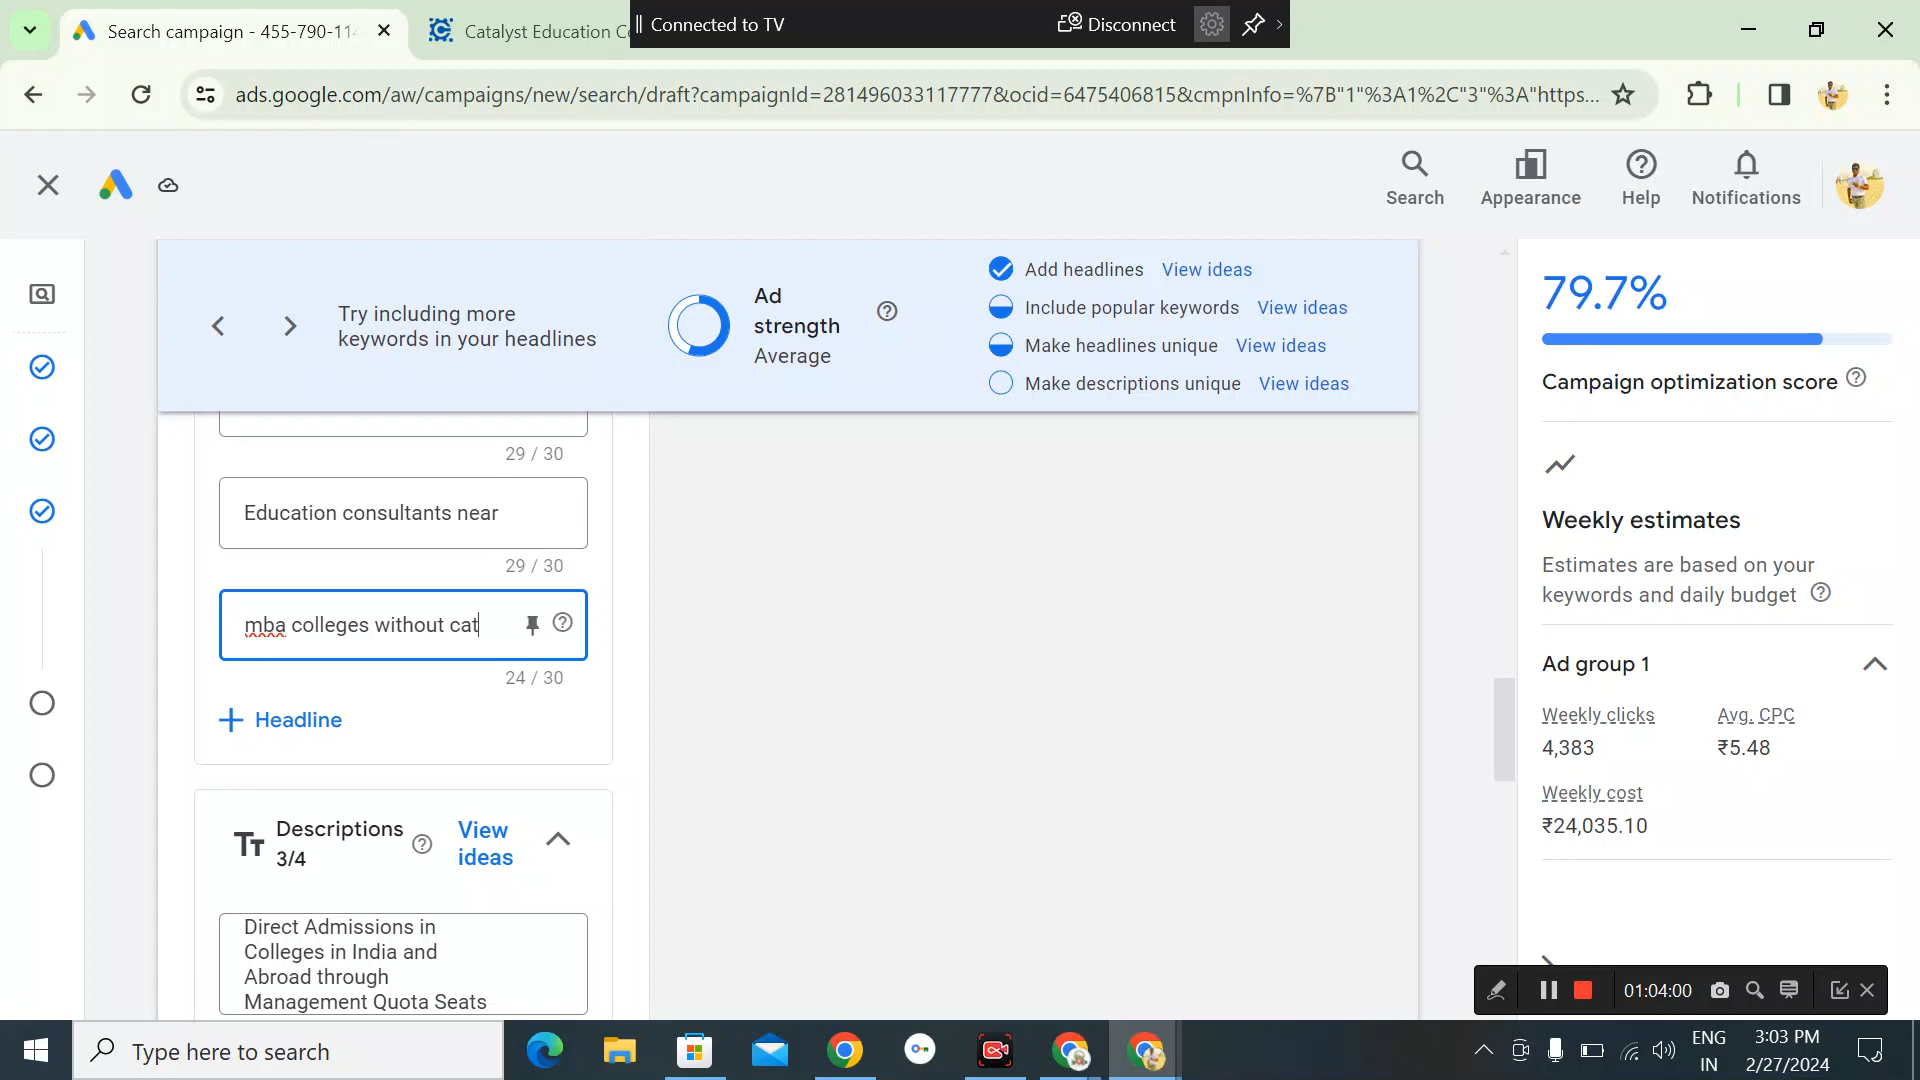 Search campaign - 455-790-114
Catalyst Education Co
Connected to TV
Disconnect
ads.google.com/aw/campaigns/new/search/draft?campaignId=281496033117777&ocid=6475406815&cmpnInfo=%7B"1"%3A1%2C"3"%3A"https...
Search
Appearance
Help
Notifications
Try including more
keywords in your headlines
Ad
strength
Average
Add headlines View ideas
Include popular keywords View ideas
Make headlines unique View ideas
Make descriptions unique View ideas
29 / 30
Education consultants near
29 / 30
mba colleges without cat
24 / 30
Headline
Descriptions
3/4
View
ideas
Direct Admissions in
Colleges in India and
Abroad through
Management Quota Seats
79.7%
Campaign optimization score
Weekly estimates
Estimates are based on your
keywords and daily budget
Ad group 1
Weekly clicks
4,383
Avg. CPC
₹5.48
Weekly cost
₹24,035.10
01:04:00
Type here to search
ENG
IN
3:03 PM
2/27/2024